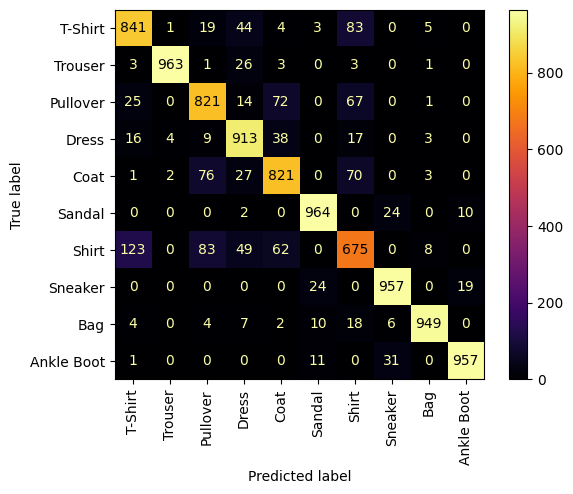 T-Shirt 841 1 19 44 4 3 83 0 5 0
Trouser 3 963 1 26 3 0 3 0 1 0
Pullover 25 0 821 14 72 0 67 0 1 0
Dress 16 4 9 913 38 0 17 0 3 0
Coat 1 2 76 27 821 0 70 0 3 0
Sandal 0 0 0 2 0 964 0 24 0 10
Shirt 123 0 83 49 62 0 675 0 8 0
Sneaker 0 0 0 0 0 24 0 957 0 19
Bag 4 0 4 7 2 10 18 6 949 0
Ankle Boot 1 0 0 0 0 11 0 31 0 957
True label
T-Shirt
Trouser
Pullover
Dress
Coat
Sandal
Shirt
Sneaker
Bag
Ankle Boot
Predicted label
800
600
400
200
0